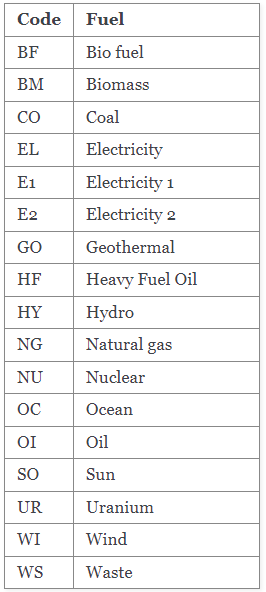 Code Fuel
BF Bio fuel
BM Biomass
CO Coal
EL Electricity
E1 Electricity 1
E2 Electricity 2
GO Geothermal
HF Heavy Fuel Oil
HY Hydro
NG Natural gas
NU Nuclear
OC Ocean
OI Oil
SO Sun
UR Uranium
WI Wind
WS Waste